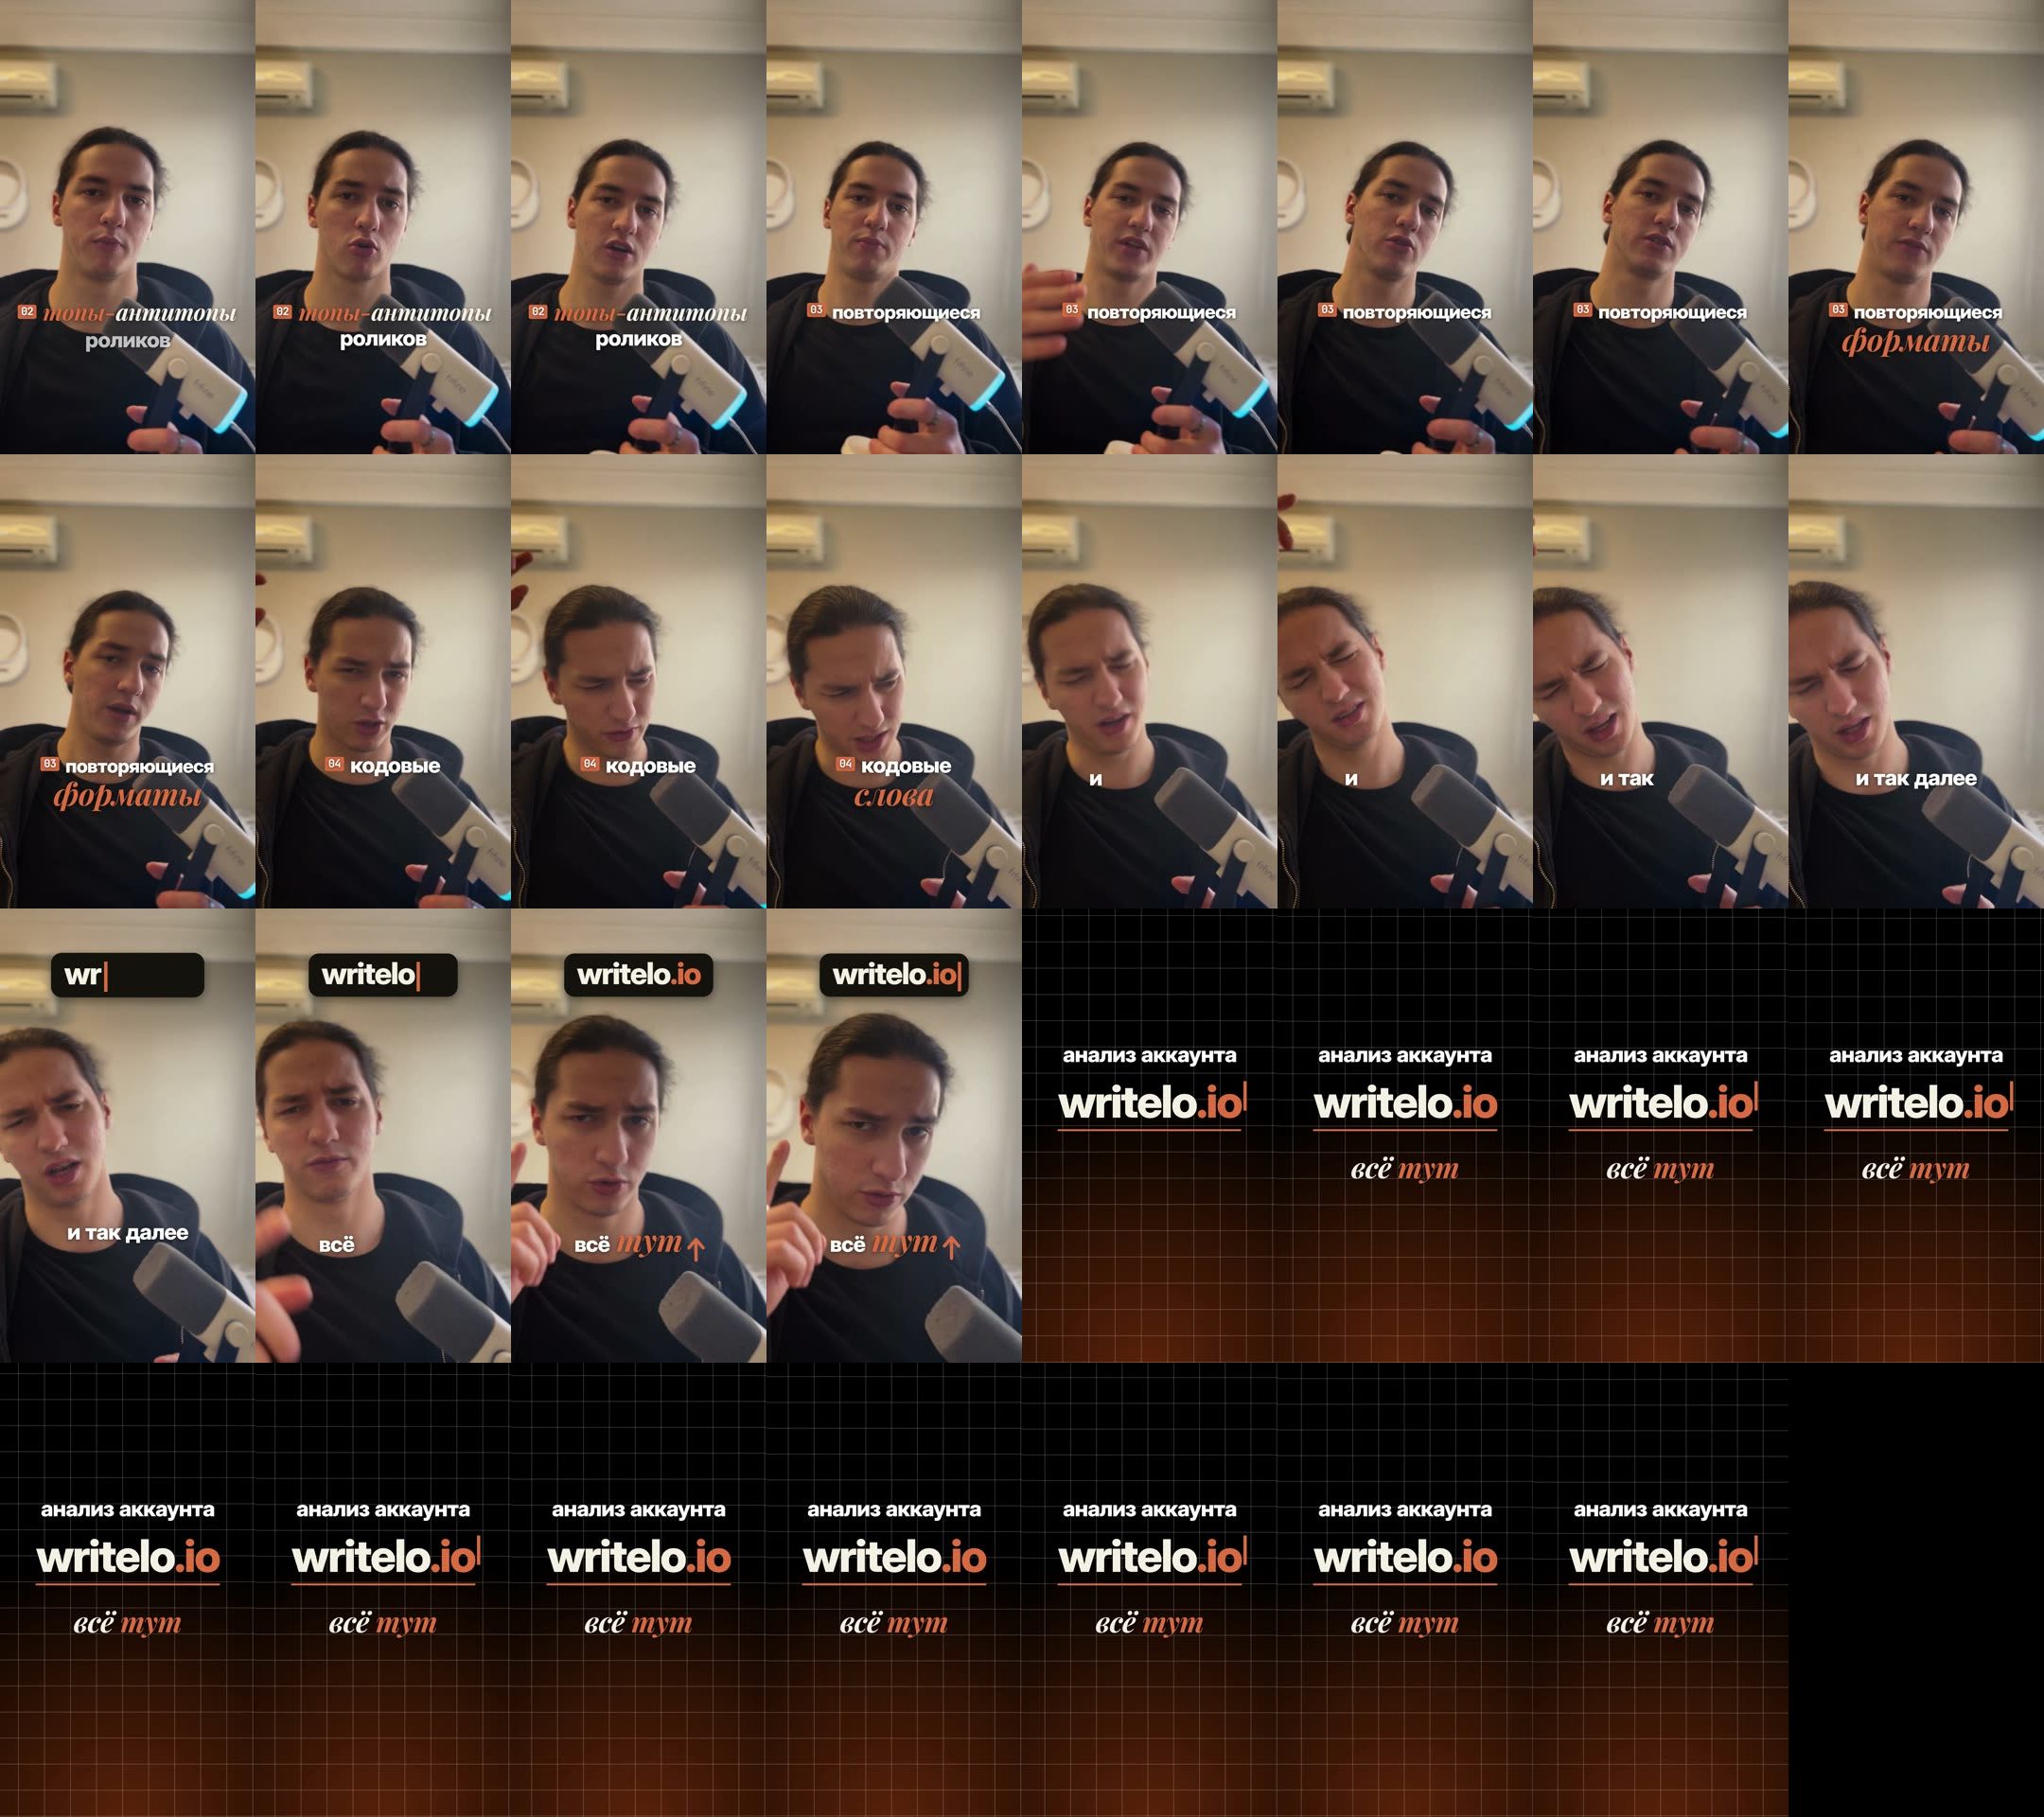 02 топы-антитопы
роликов
02 топы-антитопы
роликов
02 топы-антитопы
роликов
03 повторяющиеся
03 повторяющиеся
03 повторяющиеся
03 повторяющиеся
03 повторяющиеся
форматы
03 повторяющиеся
форматы
04 кодовые
04 кодовые
04 кодовые
слова
и
и
и так
и так далее
wr
и так далее
writelo
всё
writelo.io
всё тут ↑
writelo.io
всё тут ↑
анализ аккаунта
writelo.io
анализ аккаунта
writelo.io
всё тут
анализ аккаунта
writelo.io
всё тут
анализ аккаунта
writelo.io
всё тут
анализ аккаунта
writelo.io
всё тут
анализ аккаунта
writelo.io
всё тут
анализ аккаунта
writelo.io
всё тут
анализ аккаунта
writelo.io
всё тут
анализ аккаунта
writelo.io
всё тут
анализ аккаунта
writelo.io
всё тут
анализ аккаунта
writelo.io
всё тут